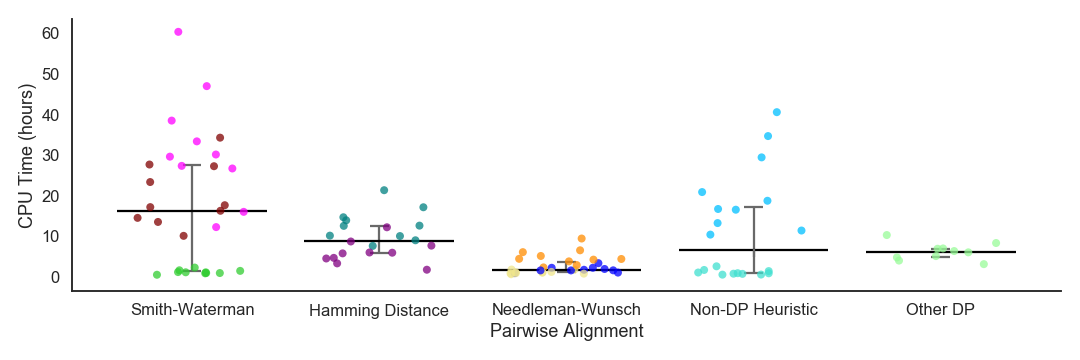 60
50
40
30
20
10
0
CPU Time (hours)
Smith-Waterman Hamming Distance Needleman-Wunsch Non-DP Heuristic Other DP
Pairwise Alignment